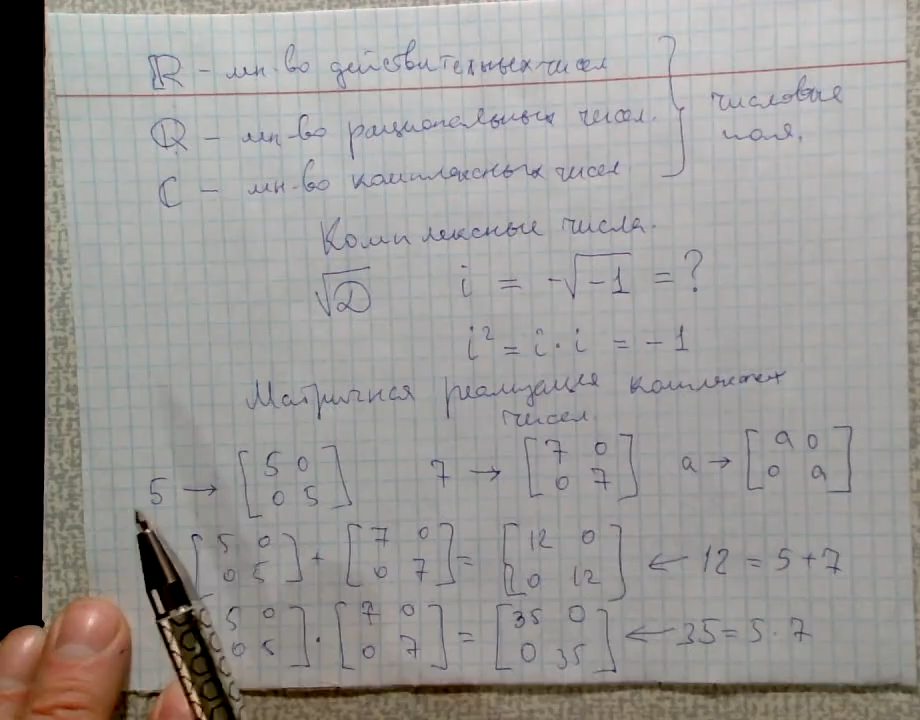 ℝ – мн-во действительных чисел
ℚ – мн-во рациональных чисел.
ℂ – мн-во комплексных чисел
} числовые
поля.
Комплексные числа.
√D i = -√-1 = ?
i² = i · i = -1
Матричная реализация комплексн
чисел.
5 → [5 0; 0 5] 7 → [7 0; 0 7] a → [a 0; 0 a]
[5 0; 0 5] + [7 0; 0 7] = [12 0; 0 12] ← 12 = 5 + 7
5 0; 0 5] · [7 0; 0 7] = [35 0; 0 35] ← 35 = 5 · 7